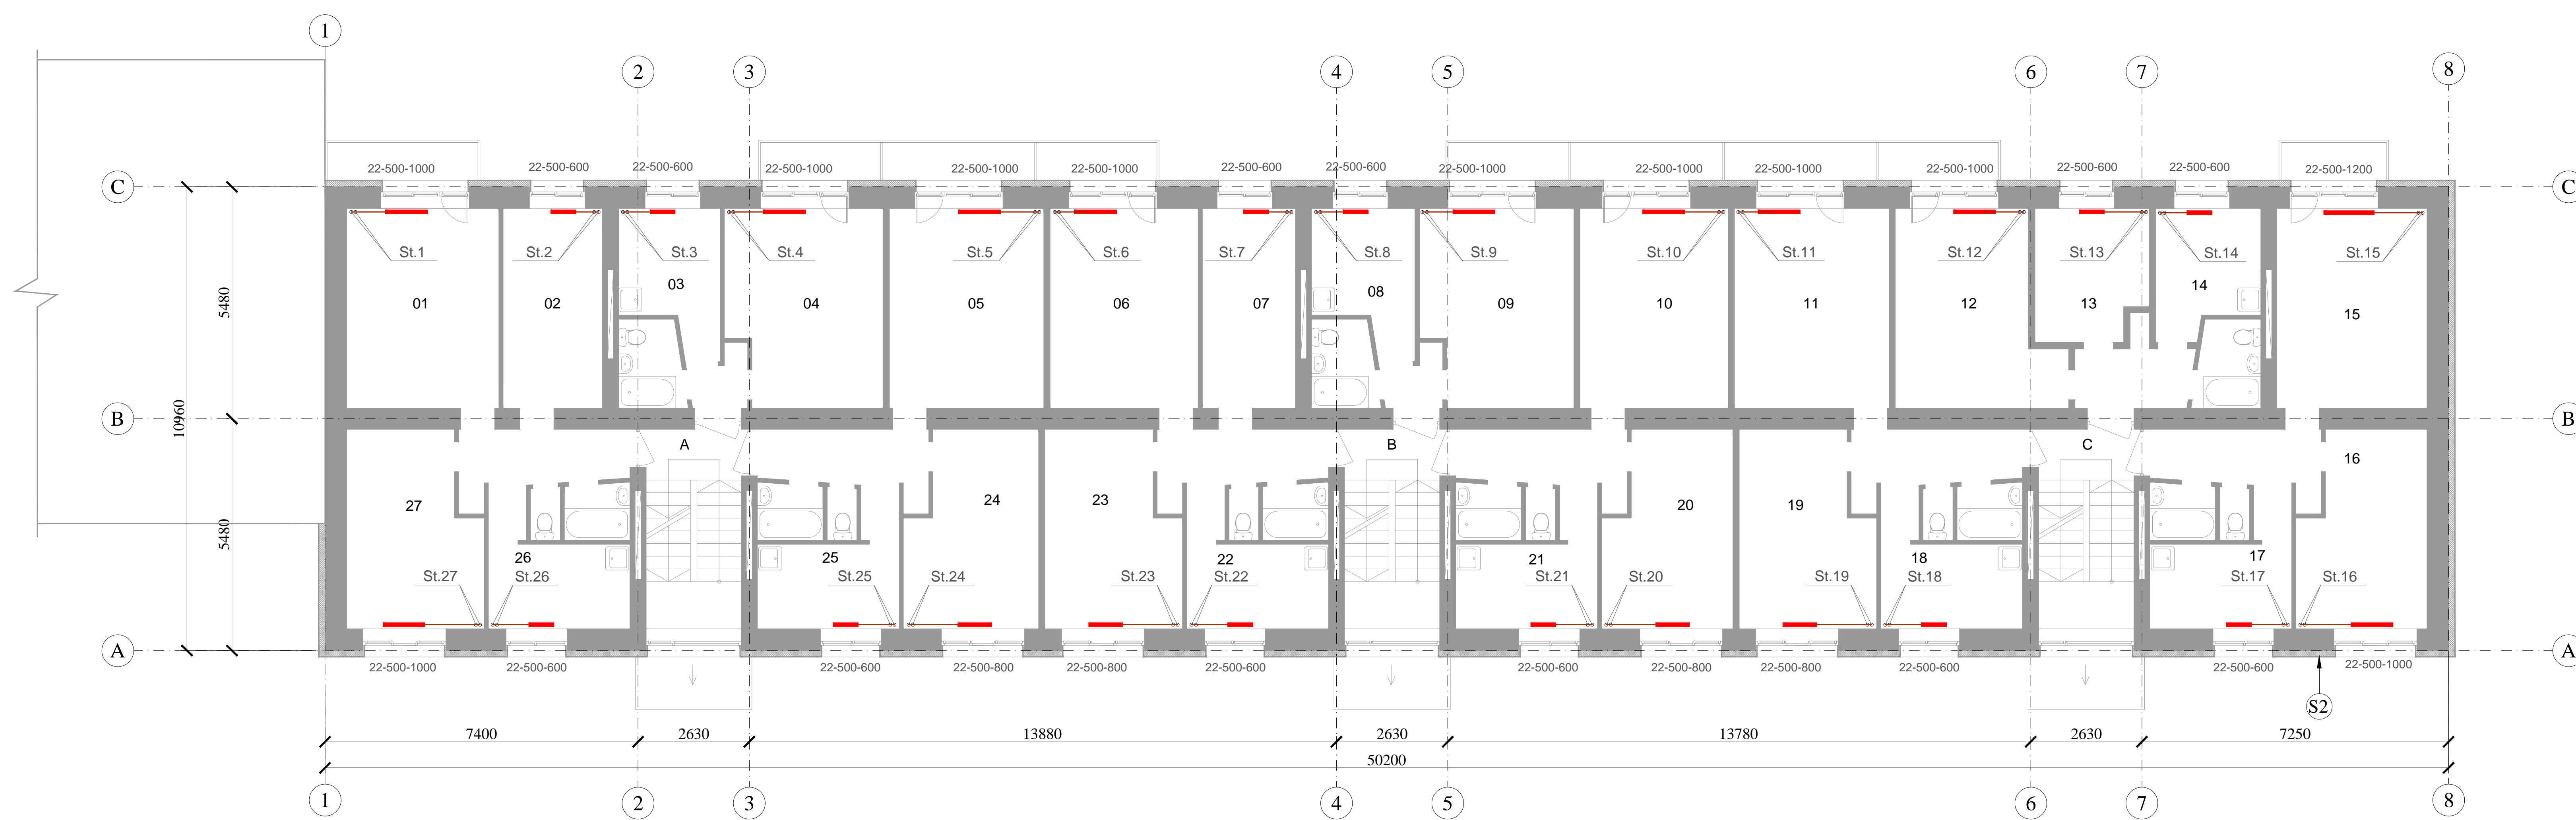 1
2 3 4 5 6 7 8
22-500-1000 22-500-600 22-500-600 22-500-1000 22-500-1000 22-500-1000 22-500-600 22-500-600 22-500-1000 22-500-1000 22-500-1000 22-500-1000 22-500-600 22-500-600 22-500-1200
C C
St.1 St.2 St.3 St.4 St.5 St.6 St.7 St.8 St.9 St.10 St.11 St.12 St.13 St.14 St.15
01 02 03 04 05 06 07 08 09 10 11 12 13 14 15
5480
10960
B B
A B C
16
27 24 23 20 19
26 25 22 21 18 17
5480
St.27 St.26 St.25 St.24 St.23 St.22 St.21 St.20 St.19 St.18 St.17 St.16
A A
22-500-1000 22-500-600 22-500-600 22-500-800 22-500-800 22-500-600 22-500-600 22-500-800 22-500-800 22-500-600 22-500-600 22-500-1000
S2
7400 2630 13880 2630 13780 2630 7250
50200
1 2 3 4 5 6 7 8